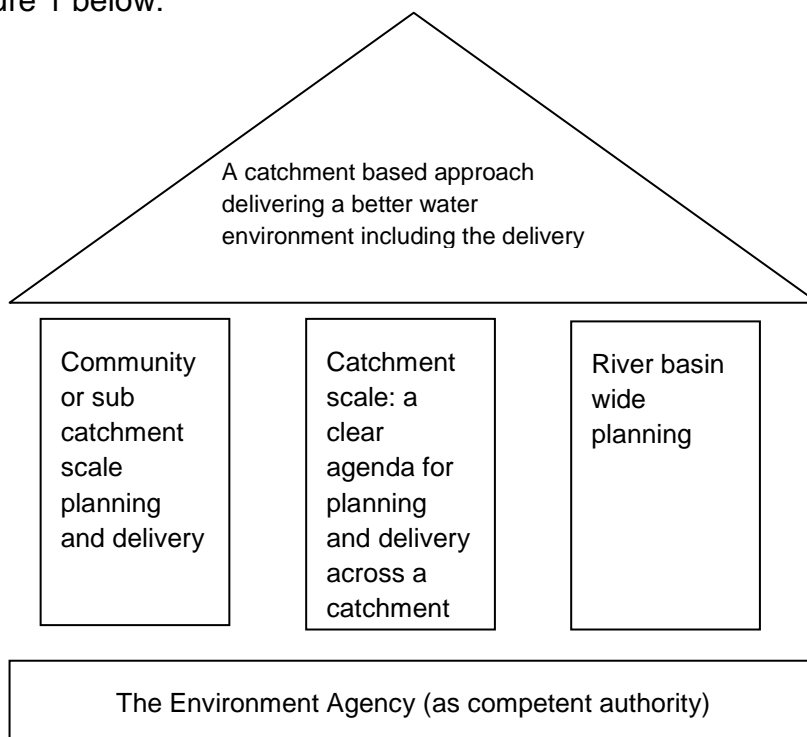 ure 1 below.
A catchment based approach
delivering a better water
environment including the delivery
Community
or sub
catchment
scale
planning
and delivery
Catchment
scale: a
clear
agenda for
planning
and delivery
across a
catchment
River basin
wide
planning
The Environment Agency (as competent authority)